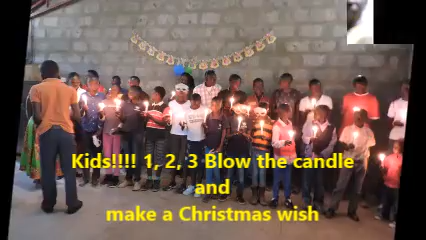 Kids!!!! 1, 2, 3 Blow the candle
and
make a Christmas wish